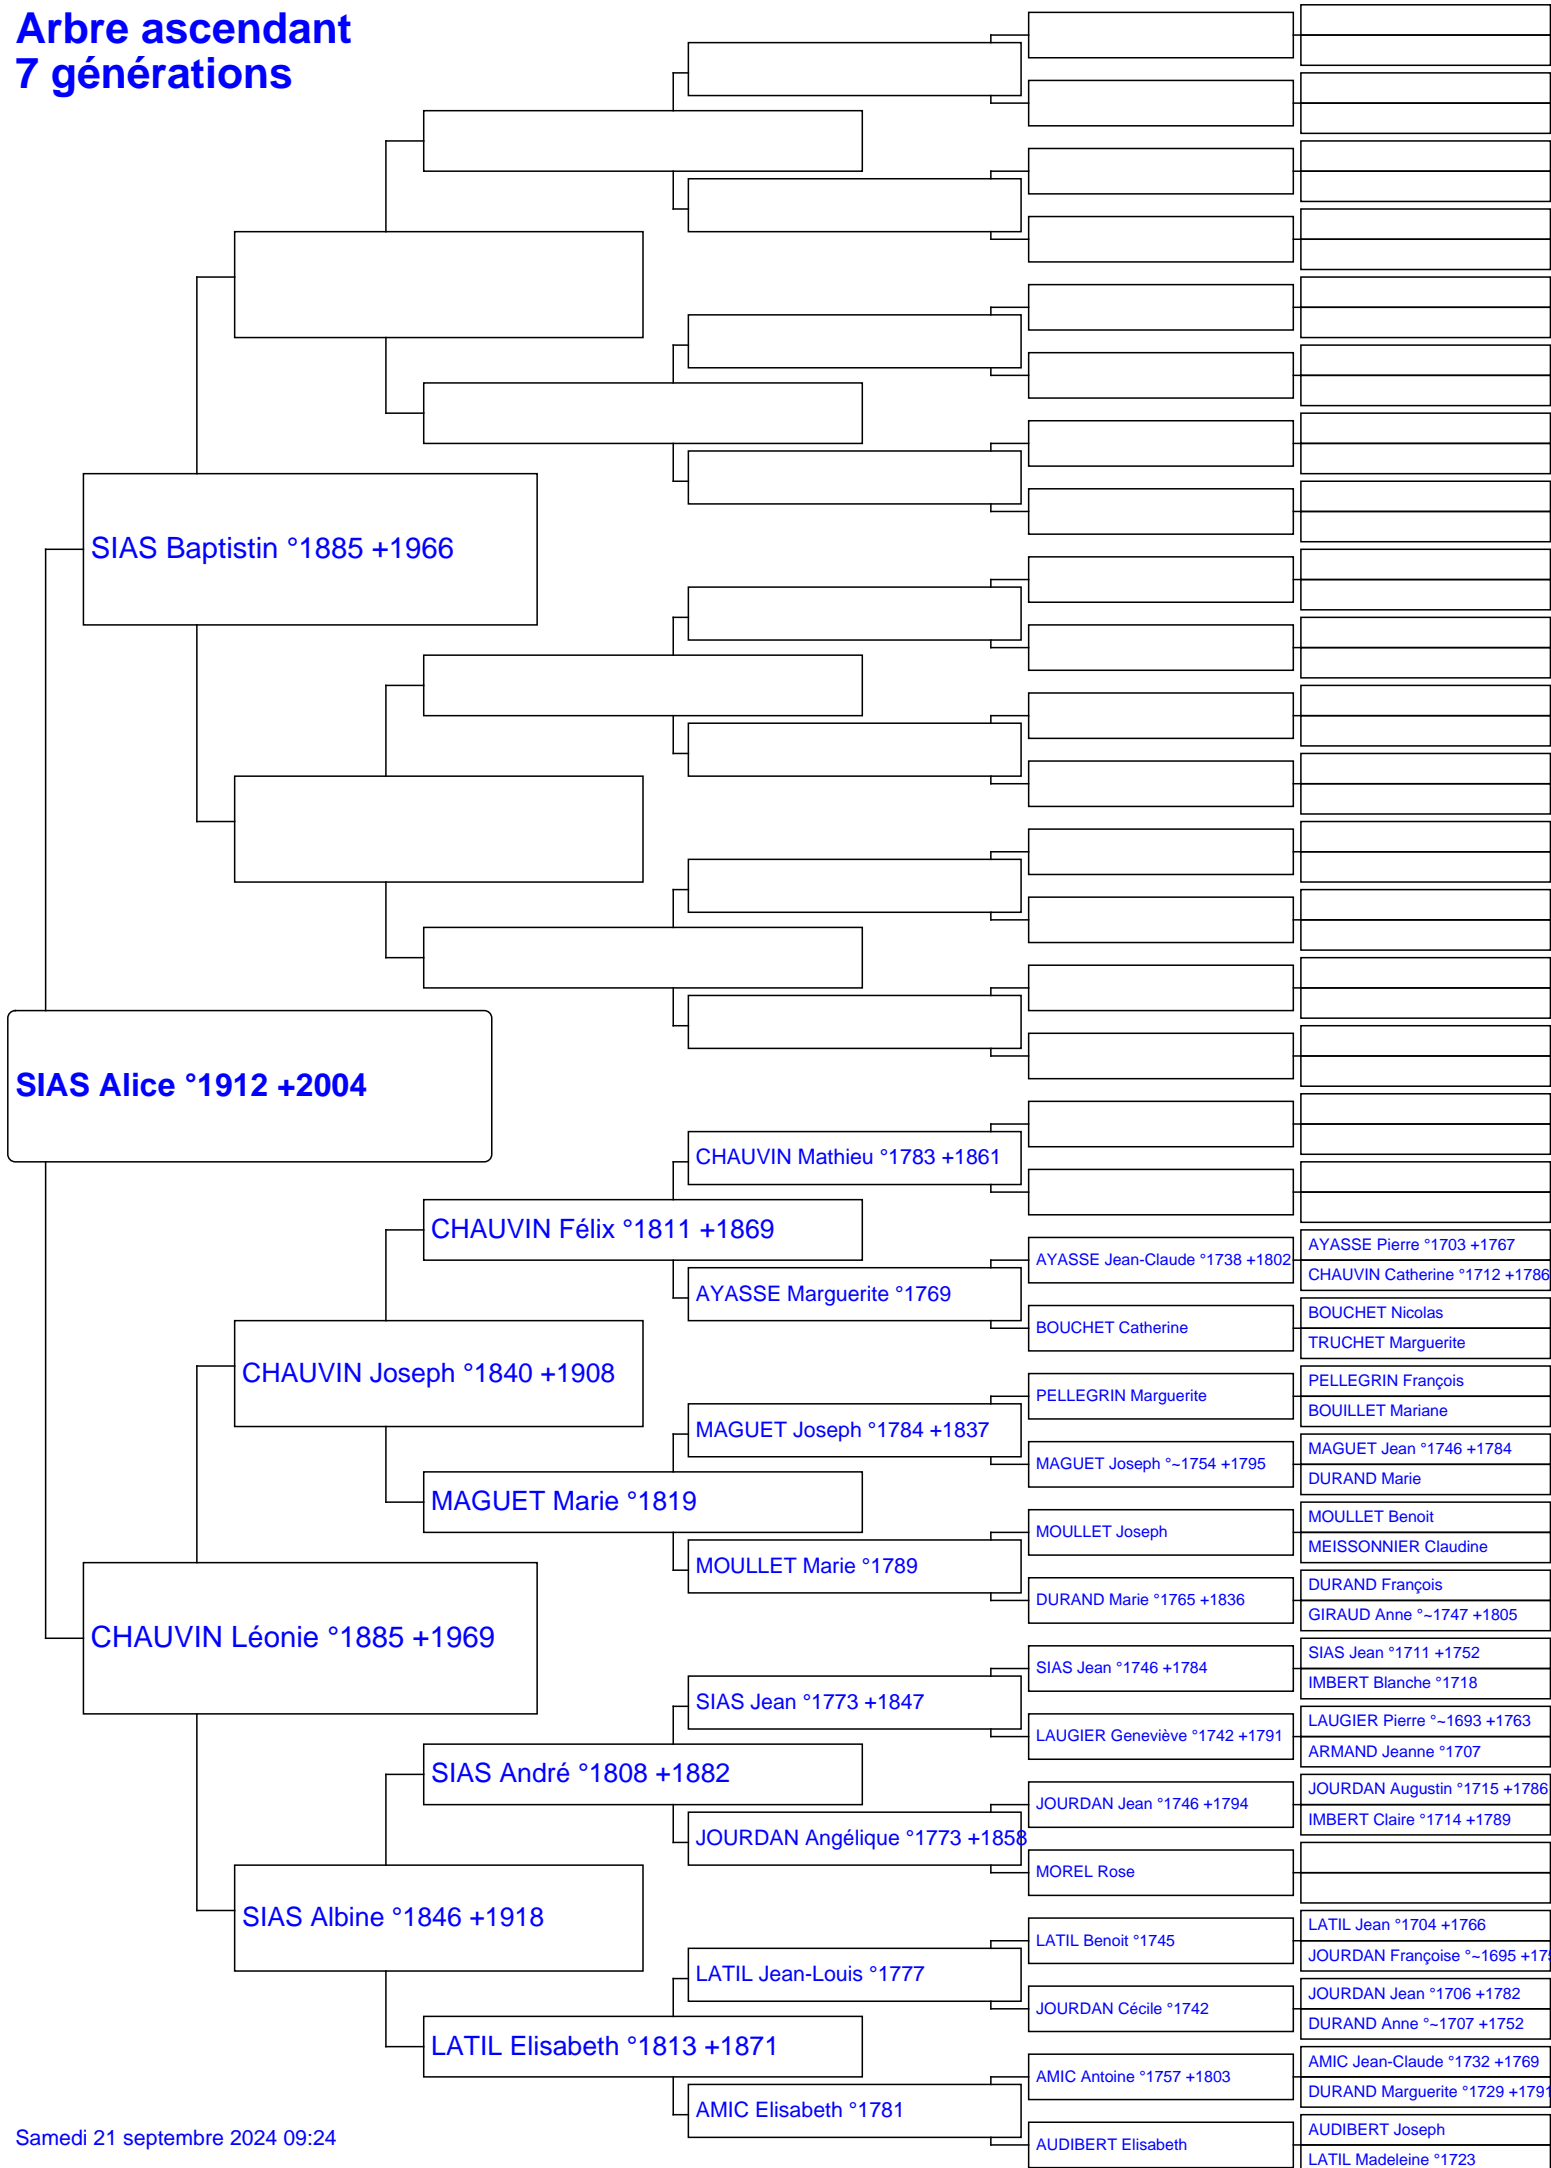 Arbre ascendant
7 générations
SIAS Baptistin °1885 +1966
SIAS Alice °1912 +2004
CHAUVIN Mathieu °1783 +1861
CHAUVIN Félix °1811 +1869
AYASSE Jean-Claude °1738 +1802
AYASSE Pierre °1703 +1767
CHAUVIN Catherine °1712 +1786
AYASSE Marguerite °1769
BOUCHET Catherine
BOUCHET Nicolas
TRUCHET Marguerite
CHAUVIN Joseph °1840 +1908
PELLEGRIN Marguerite
PELLEGRIN François
BOUILLET Mariane
MAGUET Joseph °1784 +1837
MAGUET Joseph °~1754 +1795
MAGUET Jean °1746 +1784
DURAND Marie
MAGUET Marie °1819
MOULLET Joseph
MOULLET Benoit
MEISSONNIER Claudine
MOULLET Marie °1789
DURAND Marie °1765 +1836
DURAND François
GIRAUD Anne °~1747 +1805
CHAUVIN Léonie °1885 +1969
SIAS Jean °1746 +1784
SIAS Jean °1711 +1752
IMBERT Blanche °1718
SIAS Jean °1773 +1847
LAUGIER Geneviève °1742 +1791
LAUGIER Pierre °~1693 +1763
ARMAND Jeanne °1707
SIAS André °1808 +1882
JOURDAN Jean °1746 +1794
JOURDAN Augustin °1715 +1786
IMBERT Claire °1714 +1789
JOURDAN Angélique °1773 +1858
MOREL Rose
SIAS Albine °1846 +1918
LATIL Benoit °1745
LATIL Jean °1704 +1766
JOURDAN Françoise °~1695
LATIL Jean-Louis °1777
JOURDAN Cécile °1742
JOURDAN Jean °1706 +1782
DURAND Anne °~1707 +1752
LATIL Elisabeth °1813 +1871
AMIC Antoine °1757 +1803
AMIC Jean-Claude °1732 +1769
DURAND Marguerite °1729 +1791
AMIC Elisabeth °1781
AUDIBERT Elisabeth
AUDIBERT Joseph
LATIL Madeleine °1723
Samedi 21 septembre 2024 09:24